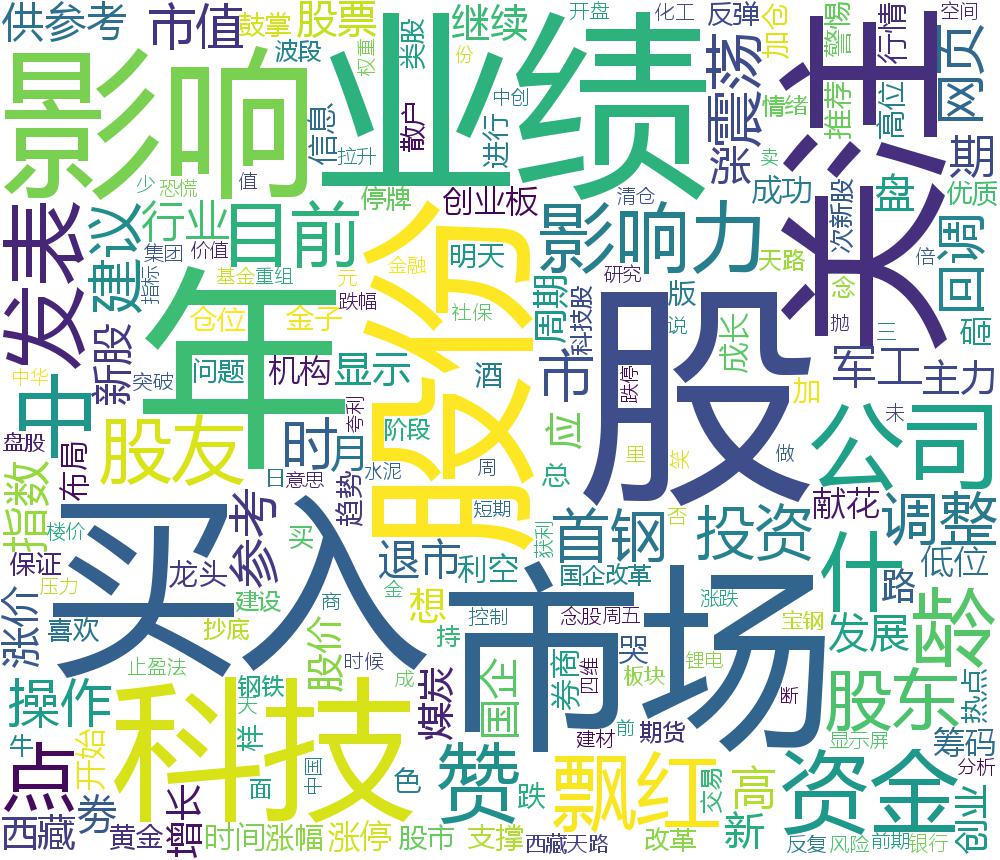 供参考
市值
鼓掌
股票
波段
继续
类股
权重
份
开盘
化工
反弹
加仓
警惕
行情
空间
网页
影响
业绩
关注
信息
散户
中创
进行
拉升
震荡
涨
情绪
推荐
高位
期
少
恐慌
值
停牌
创业板
清仓
成功
次新股
盘
优质
发表
建议
行业
目前
影响力
回调
集团
价值
指标
基金
重组
元
金融
明天
研究
天路
念
倍
年
股份
股
仓位
金子
跌幅
社保
周期
科技股
版
说
成长
抛
三
砸
新股
中华
突破
问题
机构
显示
酒
市
跌停
军工
主力
中
股友
时
月
夸利
阶段
应
加
公司
未
盘股
布局
指数
日
意思
水泥
周
总
里
笑
做
趋势
短期
献花
调整
买入
楼价
参考
买
获利
首钢
否
投资
保证
龙头
退市
利空
国企改革
什
路
低位
压力
建设
商
金
想
控制
念股
周五
涨跌
宝钢
发展
龄
涨价
喜欢
抄底
股价
时候
持
市场
哭
锂电
止盈法
钢铁
成
煤炭
国企
券商
四维
板块
断
股东
热点
操作
科技
天
样
前
建材
期货
显示屏
筹码
牛
点
开始
面
中国
色
赞
飘红
交易
高
资金
分析
西藏
劵
黄金
增长
时间
涨幅
涨停
股市
支撑
跌
西藏天路
改革
新
反复
风险
前期
银行
创业